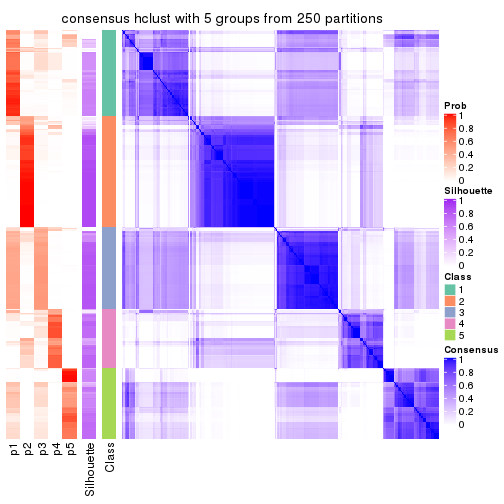 consensus hclust with 5 groups from 250 partitions
Prob
1
0.8
0.6
0.4
0.2
0
Silhouette
1
0.8
0.6
0.4
0.2
0
Class
1
2
3
4
5
Consensus
1
0.8
0.6
0.4
0.2
0
p1
p2
p3
p4
p5
Silhouette
Class